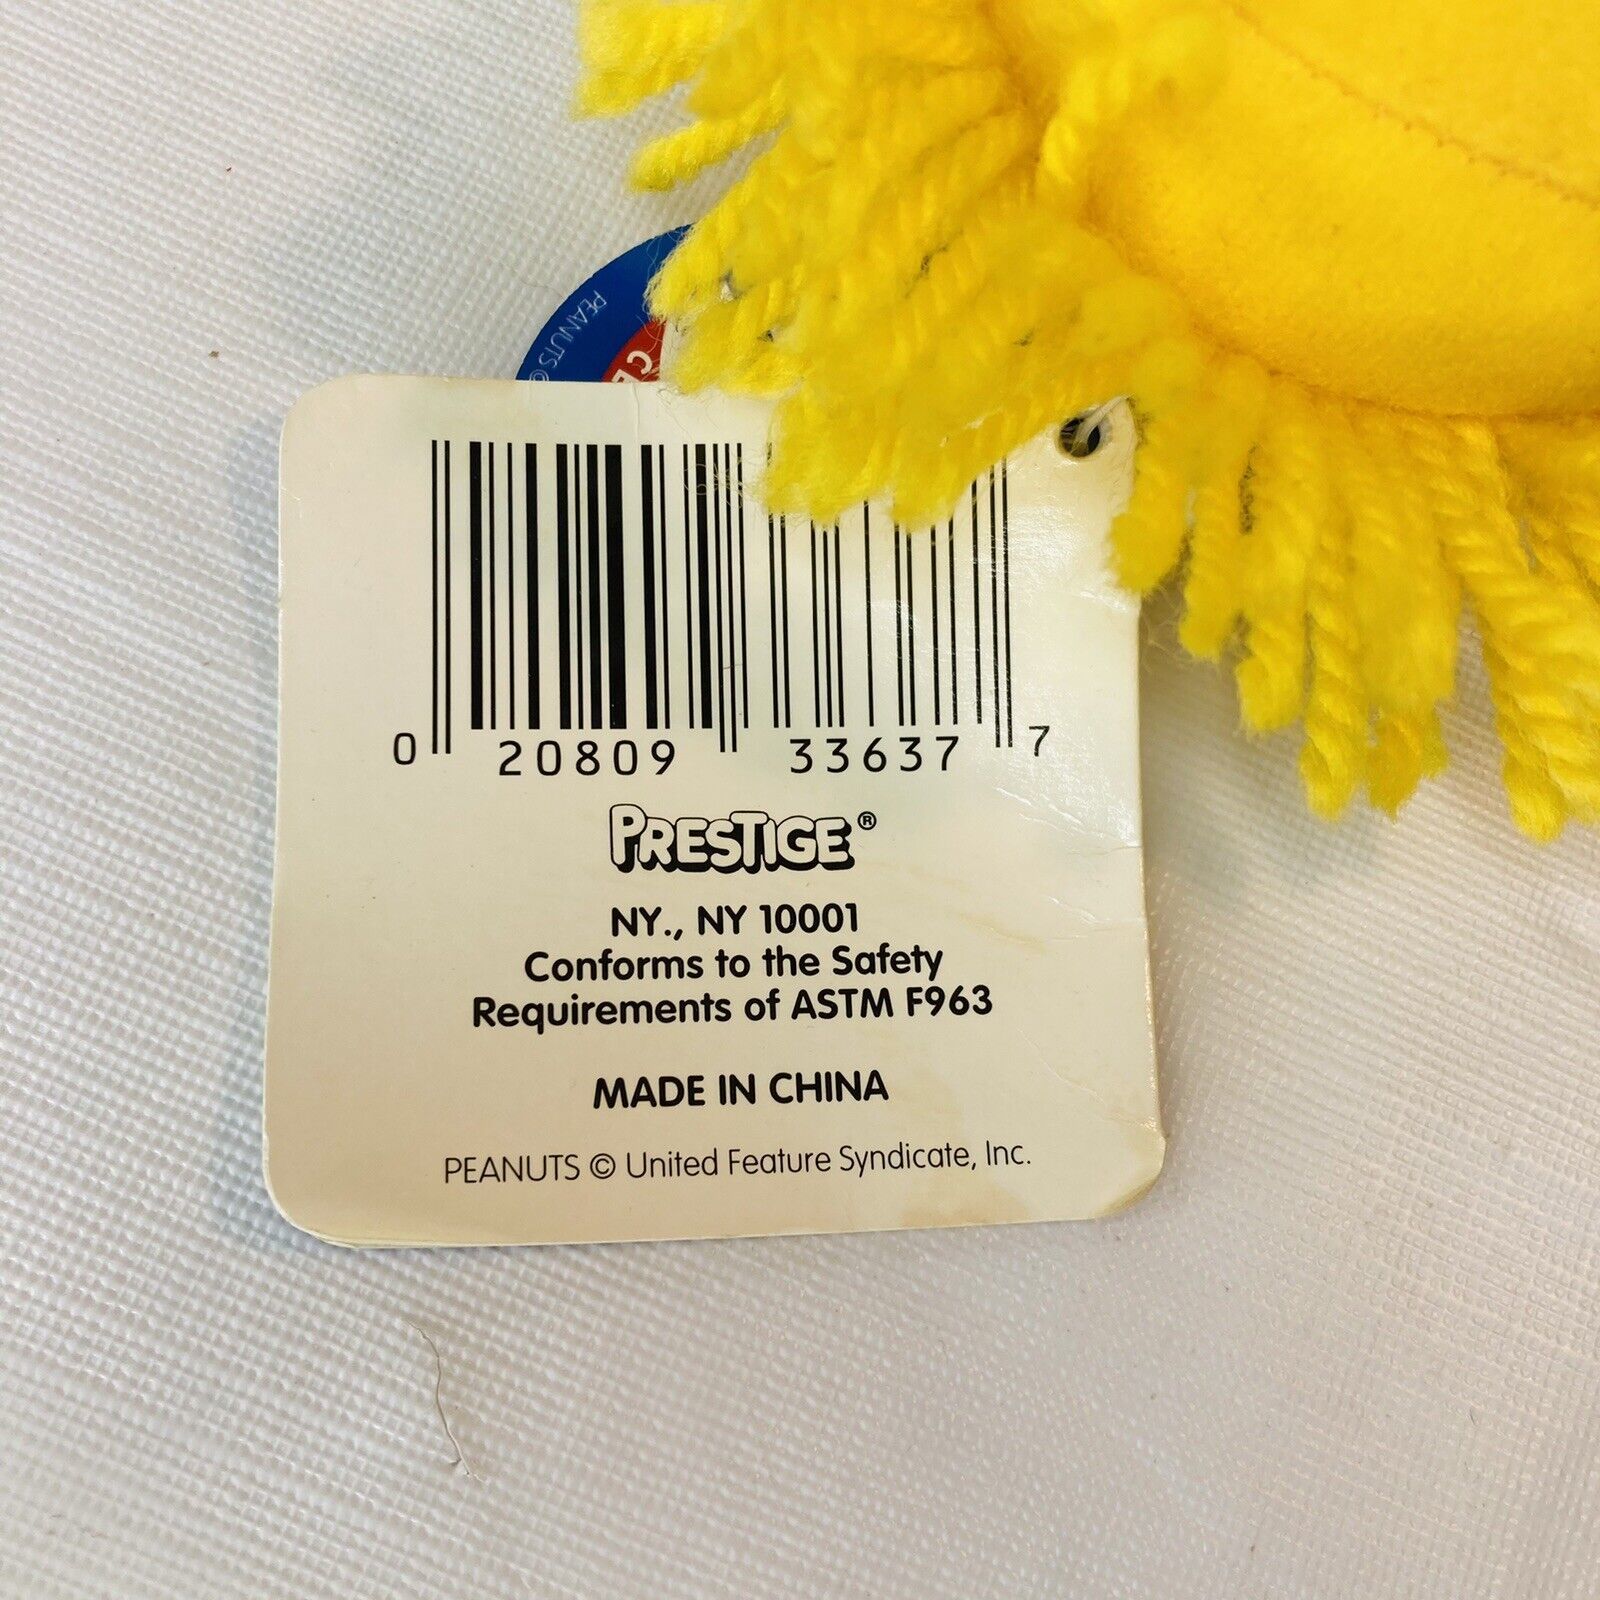 PEANUTS ©
0 20809 33637 7
PRESTIGE®
NY., NY 10001
Conforms to the Safety
Requirements of ASTM F963
MADE IN CHINA
PEANUTS © United Feature Syndicate, Inc.